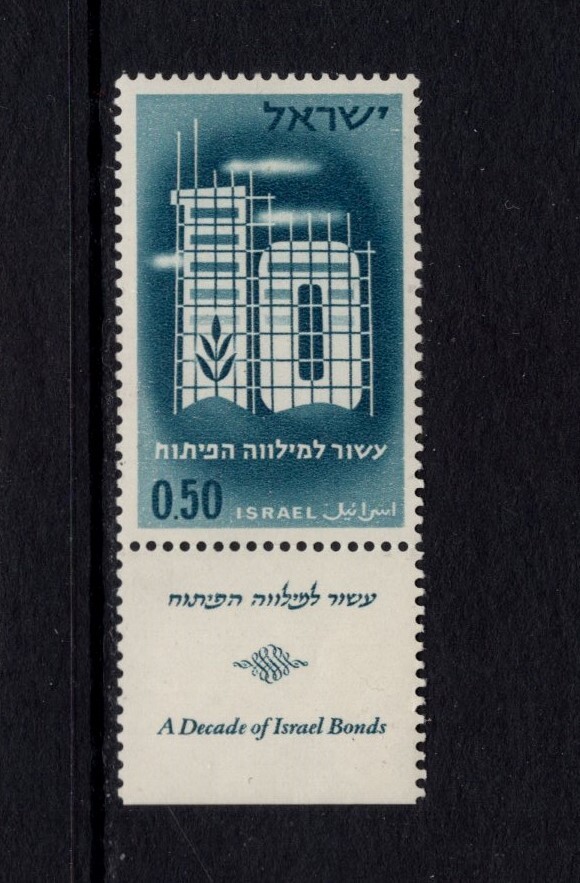 ישראל
עשור למילווה הפיתוח
0.50 ISRAEL اسرائيل
עשור למילווה הפיתוח
A Decade of Israel Bonds